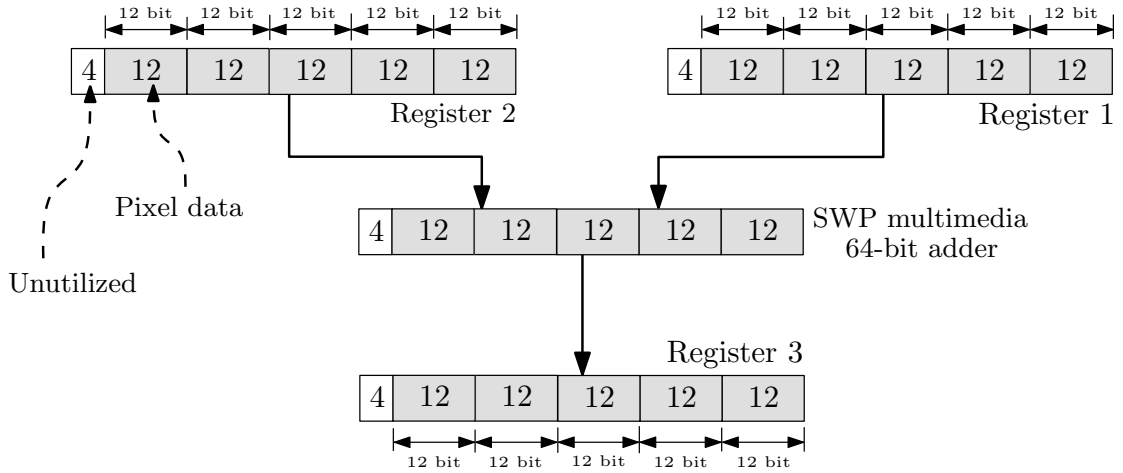 12 bit 12 bit 12 bit 12 bit 12 bit
12 bit 12 bit 12 bit 12 bit 12 bit
4 12 12 12 12 12
4 12 12 12 12 12
Register 2
Register 1
Pixel data
Unutilized
4 12 12 12 12 12
SWP multimedia
64-bit adder
Register 3
4 12 12 12 12 12
12 bit 12 bit 12 bit 12 bit 12 bit